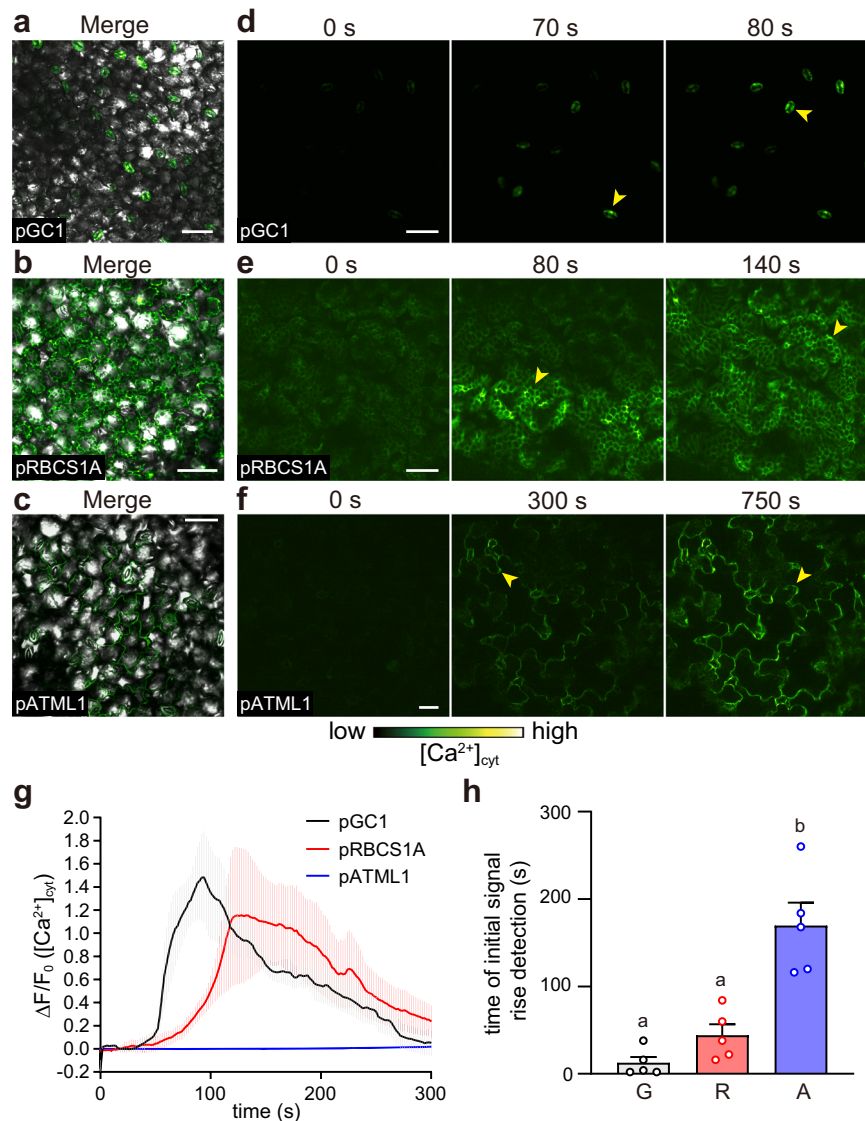 a
Merge
pGC1
d
0 s
70 s
80 s
pGC1
b
Merge
pRBCS1A
e
0 s
80 s
140 s
pRBCS1A
c
Merge
pATML1
f
0 s
300 s
750 s
pATML1
low
high
[Ca²⁺]cyt
g
2.0
1.8
1.6
1.4
1.2
1.0
0.8
0.6
0.4
0.2
0.0
-0.2
ΔF/F₀ ([Ca²⁺]cyt)
pGC1
pRBCS1A
pATML1
0
100
200
300
time (s)
h
time of initial signal
rise detection (s)
300
200
100
0
a
a
b
G
R
A